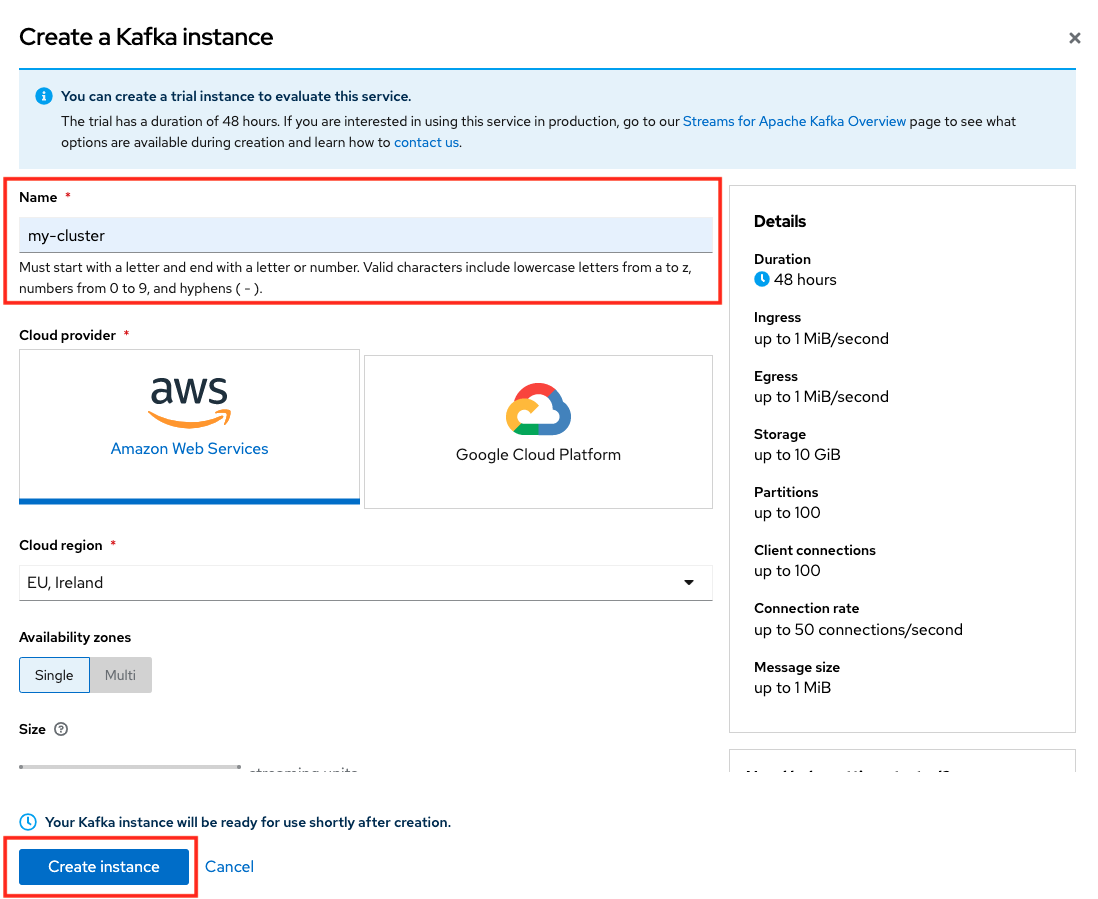 Create a Kafka instance
You can create a trial instance to evaluate this service.
The trial has a duration of 48 hours. If you are interested in using this service in production, go to our Streams for Apache Kafka Overview page to see what
options are available during creation and learn how to contact us.
Name *
my-cluster
Must start with a letter and end with a letter or number. Valid characters include lowercase letters from a to z,
numbers from 0 to 9, and hyphens ( - ).
Cloud provider *
aws
Amazon Web Services
Google Cloud Platform
Cloud region *
EU, Ireland
Availability zones
Single
Multi
Size
streaming units
Details
Duration
48 hours
Ingress
up to 1 MiB/second
Egress
up to 1 MiB/second
Storage
up to 10 GiB
Partitions
up to 100
Client connections
up to 100
Connection rate
up to 50 connections/second
Message size
up to 1 MiB
Your Kafka instance will be ready for use shortly after creation.
Create instance
Cancel